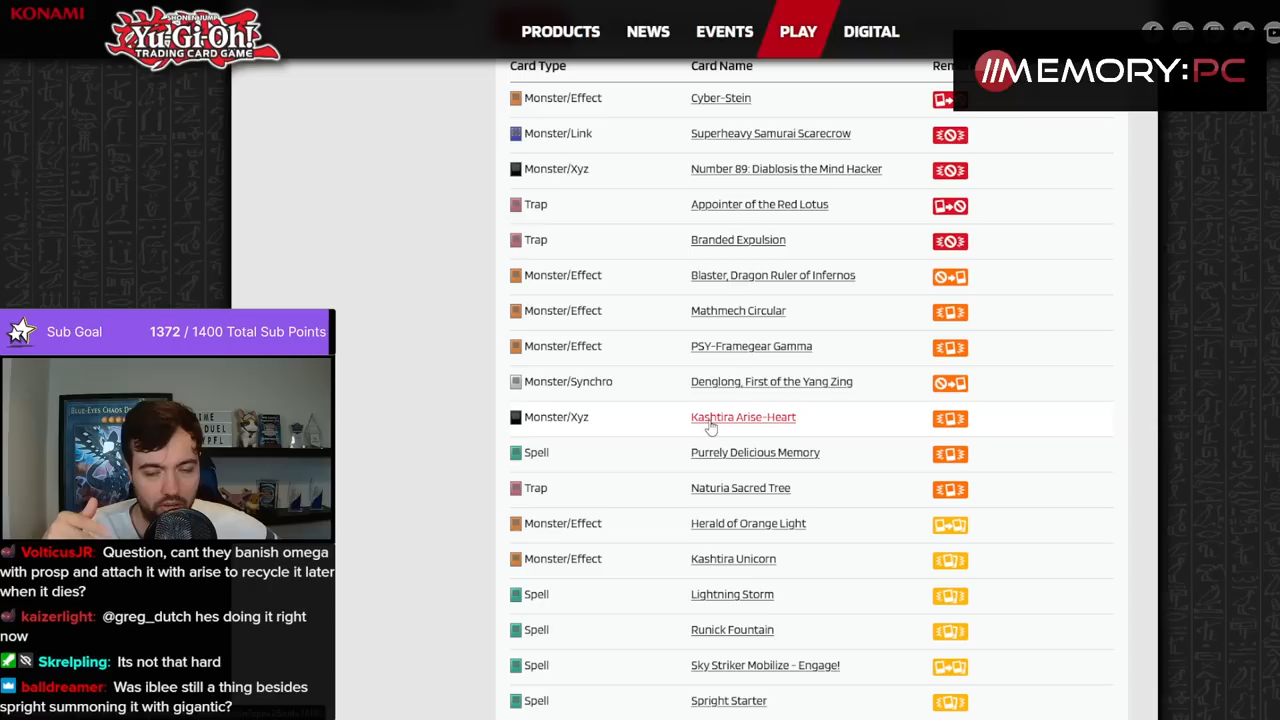 KONAMI
SHONEN JUMP
Yu-Gi-Oh!
TRADING CARD GAME
PRODUCTS NEWS EVENTS PLAY DIGITAL
//MEMORY:PC
Card Type Card Name
Monster/Effect Cyber-Stein
Monster/Link Superheavy Samurai Scarecrow
Monster/Xyz Number 89: Diablosis the Mind Hacker
Trap Appointer of the Red Lotus
Trap Branded Expulsion
Monster/Effect Blaster, Dragon Ruler of Infernos
Monster/Effect Mathmech Circular
Monster/Effect PSY-Framegear Gamma
Monster/Synchro Denglong, First of the Yang Zing
Monster/Xyz Kashtira Arise-Heart
Spell Purrely Delicious Memory
Trap Naturia Sacred Tree
Monster/Effect Herald of Orange Light
Monster/Effect Kashtira Unicorn
Spell Lightning Storm
Spell Runick Fountain
Spell Sky Striker Mobilize - Engage!
Spell Spright Starter
Sub Goal 1372 / 1400 Total Sub Points
VolticusJR: Question, cant they banish omega
with prosp and attach it with arise to recycle it later
when it dies?
kaizerlight: @greg_dutch hes doing it right
now
Skrelpling: Its not that hard
balldreamer: Was iblee still a thing besides
spright summoning it with gigantic?